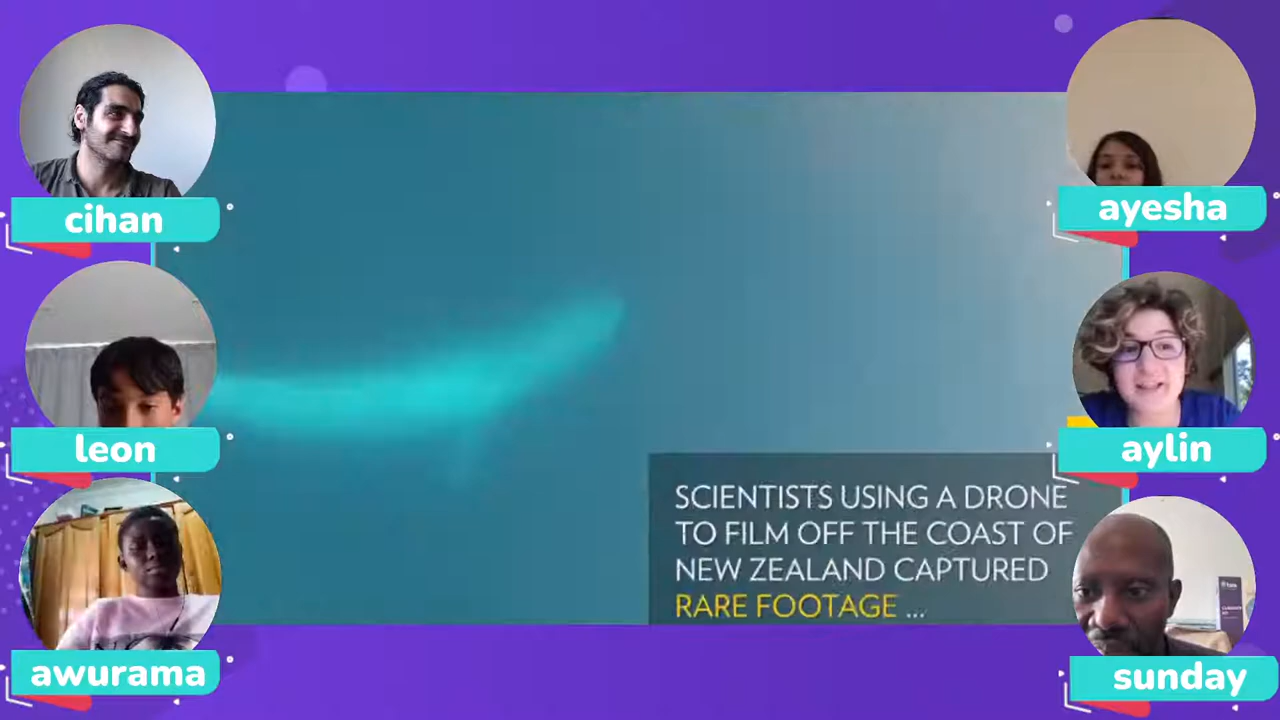 cihan
ayesha
leon
aylin
SCIENTISTS USING A DRONE
TO FILM OFF THE COAST OF
NEW ZEALAND CAPTURED
RARE FOOTAGE ...
awurama
sunday